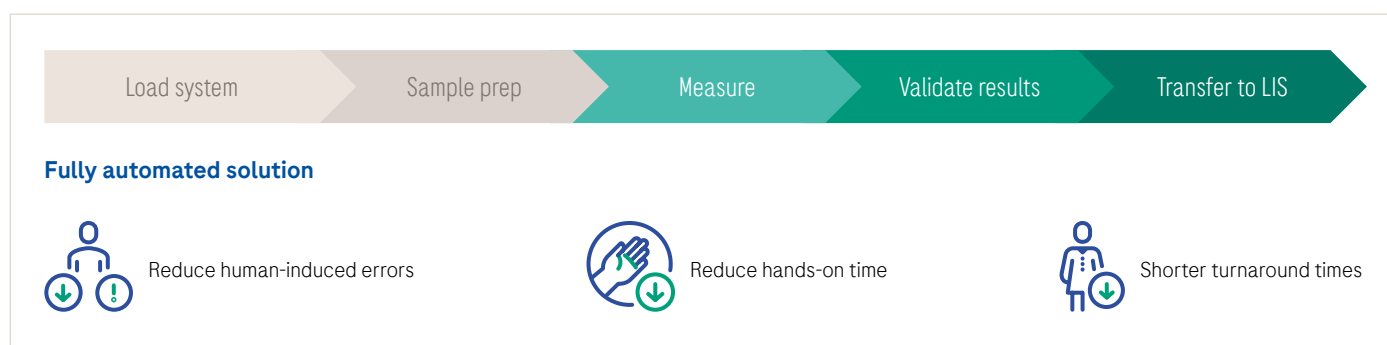 Load system
Sample prep
Measure
Validate results
Transfer to LIS
Fully automated solution
Reduce human-induced errors
Reduce hands-on time
Shorter turnaround times